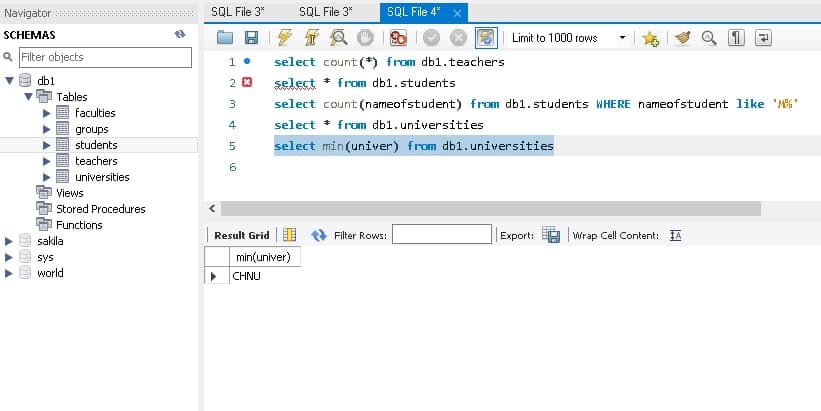 Navigator
SCHEMAS
Filter objects
db1
Tables
faculties
groups
students
teachers
universities
Views
Stored Procedures
Functions
sakila
sys
world
SQL File 3* SQL File 3* SQL File 4*
Limit to 1000 rows
1 select count(*) from db1.teachers
2 select * from db1.students
3 select count(nameofstudent) from db1.students WHERE nameofstudent like 'M%'
4 select * from db1.universities
5 select min(univer) from db1.universities
6
Result Grid Filter Rows: Export: Wrap Cell Content:
min(univer)
CHNU